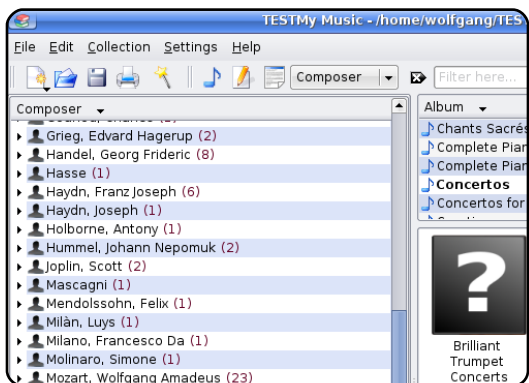 TESTMy Music - /home/wolfgang/TES
File Edit Collection Settings Help
Composer Filter here...
Composer
Grieg, Edvard Hagerup (2)
Handel, Georg Frideric (8)
Hasse (1)
Haydn, Franz Joseph (6)
Haydn, Joseph (1)
Holborne, Antony (1)
Hummel, Johann Nepomuk (2)
Joplin, Scott (2)
Mascagni (1)
Mendolssohn, Felix (1)
Milàn, Luys (1)
Milano, Francesco Da (1)
Molinaro, Simone (1)
Mozart, Wolfgang Amadeus (23)
Album
Chants Sacrés
Complete Pian
Complete Pian
Concertos
Concertos for
?
Brilliant
Trumpet
Concerts